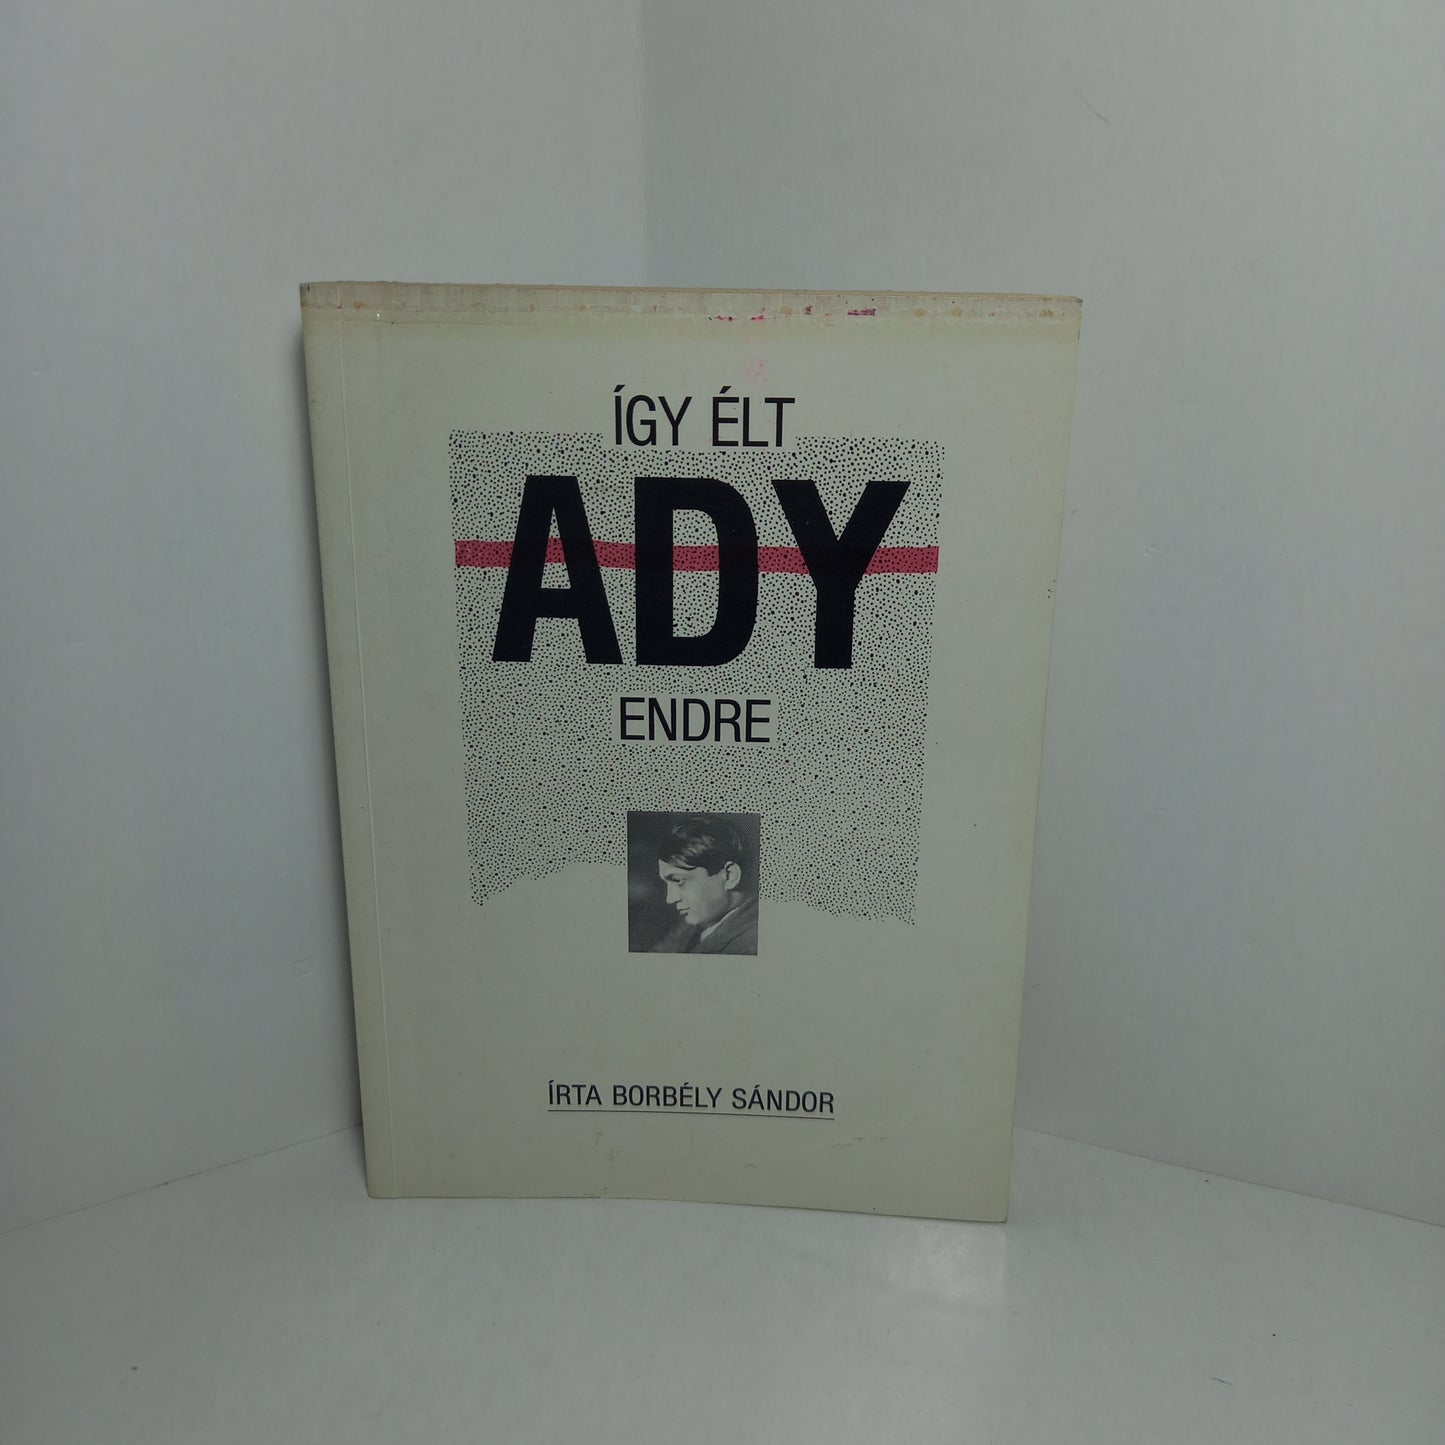 ÍGY ÉLT
ADY
ENDRE
ÍRTA BORBÉLY SÁNDOR